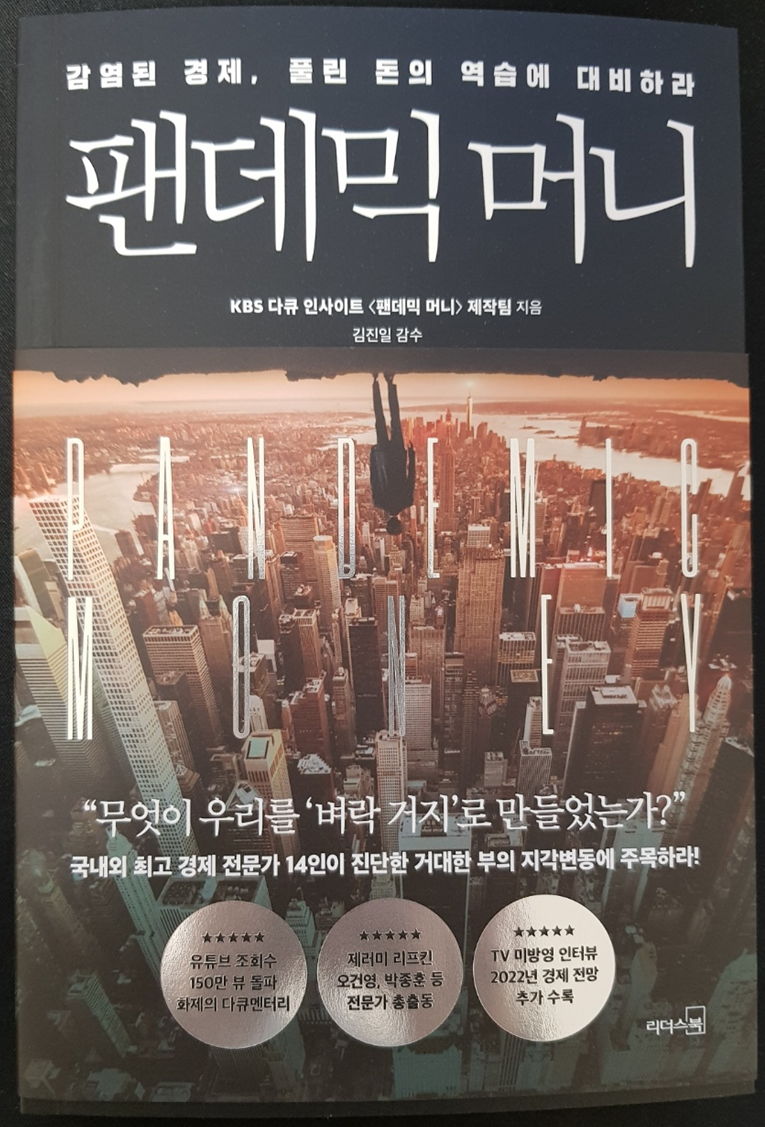 감염된 경제, 풀린 돈의 역습에 대비하라
팬데믹 머니
KBS 다큐 인사이트 〈팬데믹 머니〉 제작팀 지음
김진일 감수
PANDEMIC
MONEY
“무엇이 우리를 ‘벼락 거지’로 만들었는가?”
국내외 최고 경제 전문가 14인이 진단한 거대한 부의 지각변동에 주목하라!
★★★★★
유튜브 조회수
150만 뷰 돌파
화제의 다큐멘터리
★★★★★
제러미 리프킨
오건영, 박종훈 등
전문가 총출동
★★★★★
TV 미방영 인터뷰
2022년 경제 전망
추가 수록
리더스북